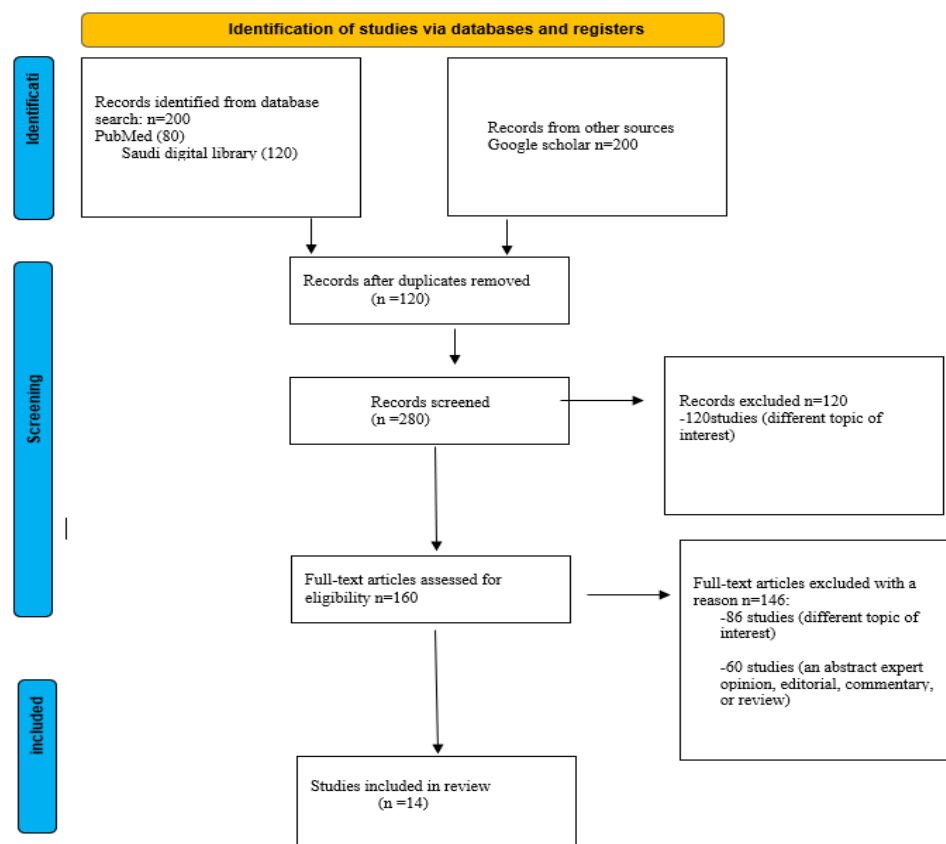 Identification of studies via databases and registers
Identificati
Records identified from database
search: n=200
PubMed (80)
Saudi digital library (120)
Records from other sources
Google scholar n=200
Screening
Records after duplicates removed
(n =120)
Records screened
(n =280)
Records excluded n=120
-120studies (different topic of
interest)
Full-text articles assessed for
eligibility n=160
Full-text articles excluded with a
reason n=146:
-86 studies (different topic of
interest)
-60 studies (an abstract expert
opinion, editorial, commentary,
or review)
included
Studies included in review
(n =14)